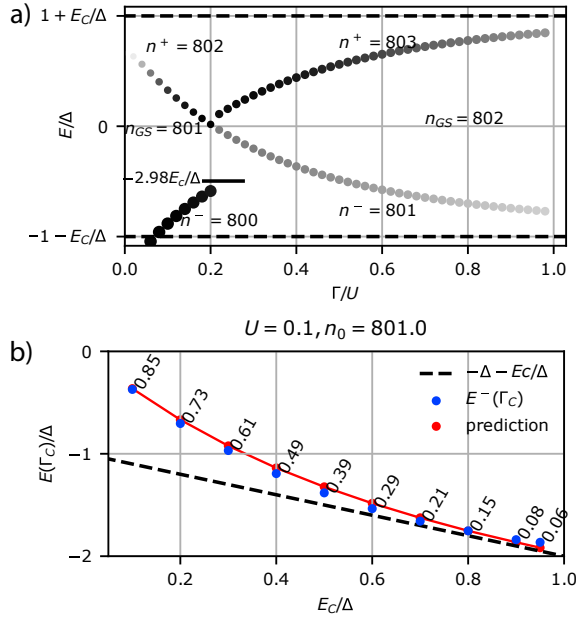 a)
1 + E_C/Δ
n^+ = 802
n^+ = 803
E/Δ
0
n_GS = 801
n_GS = 802
−2.98E_c/Δ
n^- = 800
n^- = 801
−1 − E_C/Δ
0.0 0.2 0.4 0.6 0.8 1.0
Γ/U
b)
U = 0.1, n_0 = 801.0
0
−1
−2
E(Γ_C)/Δ
−Δ − Ec/Δ
E^-(Γ_C)
prediction
0.85
0.73
0.61
0.49
0.39
0.29
0.21
0.15
0.08
0.06
0.2 0.4 0.6 0.8 1.0
E_C/Δ